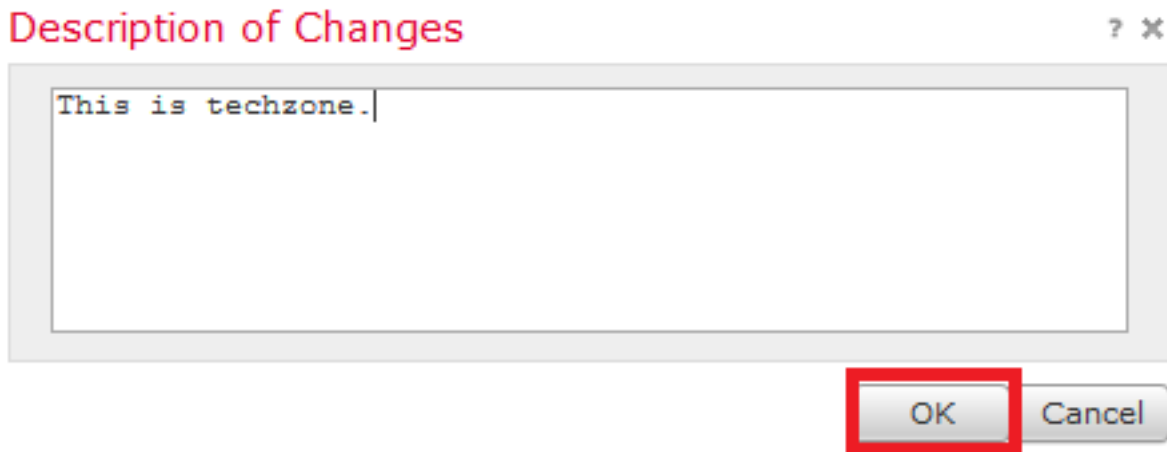 Description of Changes
? ✖
This is techzone.
OK
Cancel